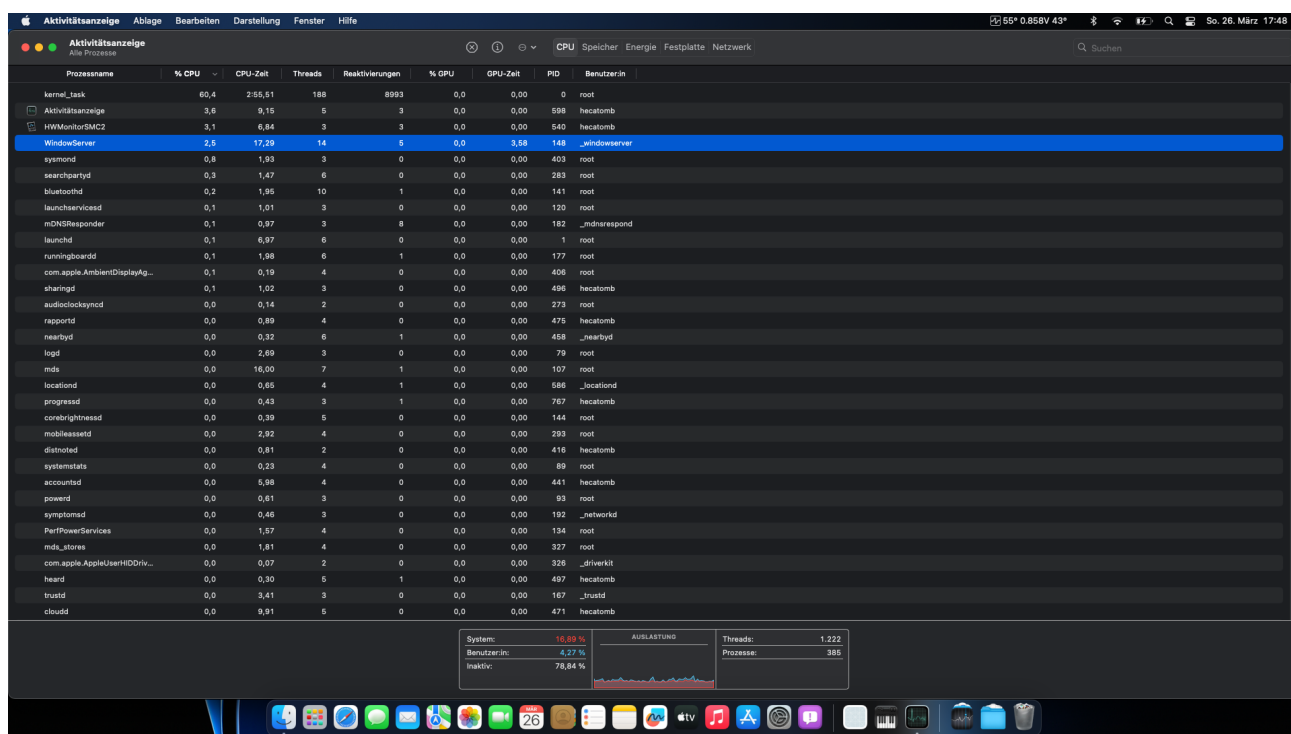 Aktivitätsanzeige Ablage Bearbeiten Darstellung Fenster Hilfe 55° 0.858V 43° So. 26. März 17:48
Aktivitätsanzeige
Alle Prozesse
CPU Speicher Energie Festplatte Netzwerk Suchen
Prozessname % CPU CPU-Zeit Threads Reaktivierungen % GPU GPU-Zeit PID Benutzer:in
kernel_task 60,4 2:55,51 188 8993 0,0 0,00 0 root
Aktivitätsanzeige 3,6 9,15 5 3 0,0 0,00 598 hecatomb
HWMonitorSMC2 3,1 6,84 3 3 0,0 0,00 540 hecatomb
WindowServer 2,5 17,29 14 5 0,0 3,58 148 _windowserver
sysmond 0,8 1,93 3 0 0,0 0,00 403 root
searchpartyd 0,3 1,47 6 0 0,0 0,00 283 root
bluetoothd 0,2 1,95 10 1 0,0 0,00 141 root
launchservicesd 0,1 1,01 3 0 0,0 0,00 120 root
mDNSResponder 0,1 0,97 3 8 0,0 0,00 182 _mdnsrespond
launchd 0,1 6,97 6 0 0,0 0,00 1 root
runningboardd 0,1 1,98 6 1 0,0 0,00 177 root
com.apple.AmbientDisplayAg... 0,1 0,19 4 0 0,0 0,00 406 root
sharingd 0,1 1,02 3 0 0,0 0,00 496 hecatomb
audioclocksyncd 0,0 0,14 2 0 0,0 0,00 273 root
rapportd 0,0 0,89 4 0 0,0 0,00 475 hecatomb
nearbyd 0,0 0,32 6 1 0,0 0,00 458 _nearbyd
logd 0,0 2,69 3 0 0,0 0,00 79 root
mds 0,0 16,00 7 1 0,0 0,00 107 root
locationd 0,0 0,65 4 1 0,0 0,00 586 _locationd
progressd 0,0 0,43 3 1 0,0 0,00 767 hecatomb
corebrightnessd 0,0 0,39 5 0 0,0 0,00 144 root
mobileassetd 0,0 2,92 4 0 0,0 0,00 293 root
distnoted 0,0 0,81 2 0 0,0 0,00 416 hecatomb
systemstats 0,0 0,23 4 0 0,0 0,00 89 root
accountsd 0,0 5,98 4 0 0,0 0,00 441 hecatomb
powerd 0,0 0,61 3 0 0,0 0,00 93 root
symptomsd 0,0 0,46 3 0 0,0 0,00 192 _networkd
PerfPowerServices 0,0 1,57 4 0 0,0 0,00 134 root
mds_stores 0,0 1,81 4 0 0,0 0,00 327 root
com.apple.AppleUserHIDDriv... 0,0 0,07 2 0 0,0 0,00 326 _driverkit
heard 0,0 0,30 5 1 0,0 0,00 497 hecatomb
trustd 0,0 3,41 3 0 0,0 0,00 167 _trustd
cloudd 0,0 9,91 5 0 0,0 0,00 471 hecatomb
System: 16,89 % AUSLASTUNG Threads: 1.222
Benutzer:in: 4,27 % Prozesse: 385
Inaktiv: 78,84 %
MÄR
26
tv